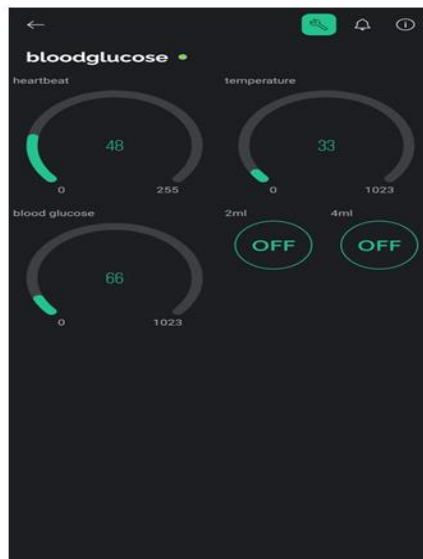 bloodglucose
heartbeat
48
0 255
temperature
33
0 1023
blood glucose
66
0 1023
2ml
OFF
4ml
OFF